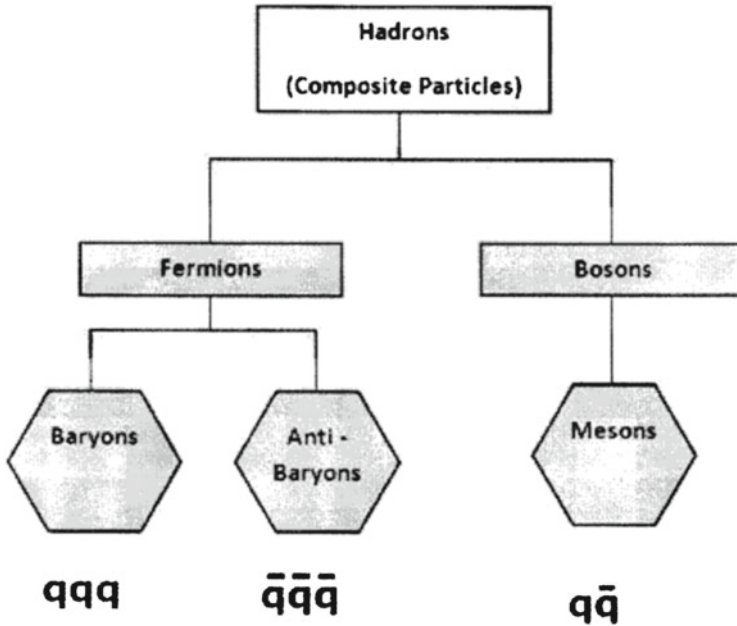 Hadrons
(Composite Particles)
Fermions
Bosons
Baryons
Anti -
Baryons
Mesons
qqq
q̄q̄q̄
qq̄